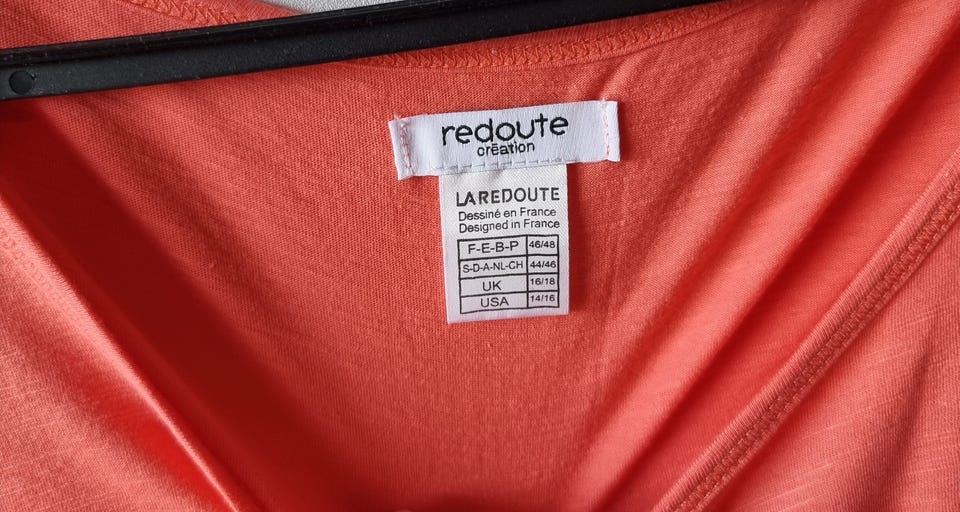 redoute
création
LAREDOUTE
Dessiné en France
Designed in France
F-E-B-P 46/48
S-D-A-NL-CH 44/46
UK 16/18
USA 14/16